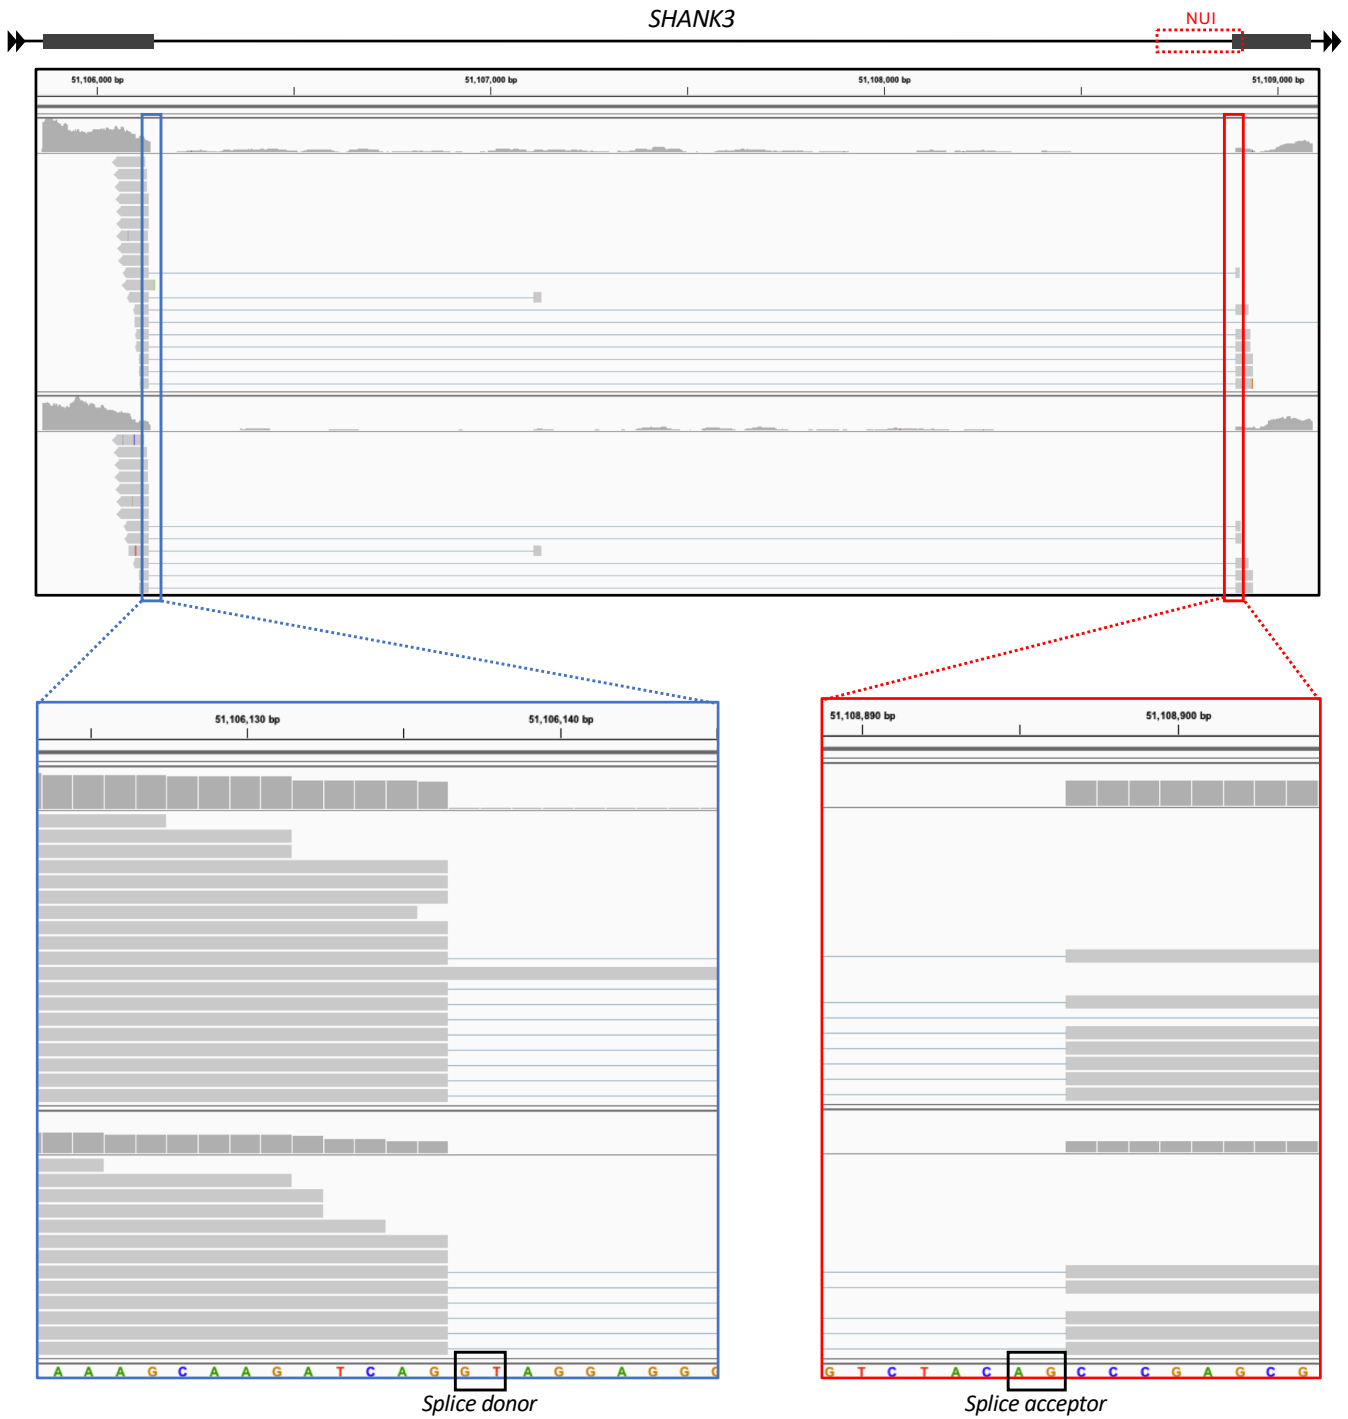 SHANK3
NUI
51,106,000 bp 51,107,000 bp 51,108,000 bp 51,109,000 bp
51,106,130 bp 51,106,140 bp
51,108,890 bp 51,108,900 bp
A A A G C A A G A T C A G G T A G G A G G G
G T C T A C A G C C C G A G C G
Splice donor
Splice acceptor